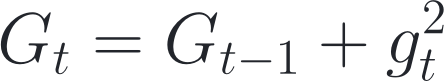 G_t = G_{t-1} + g_t^2